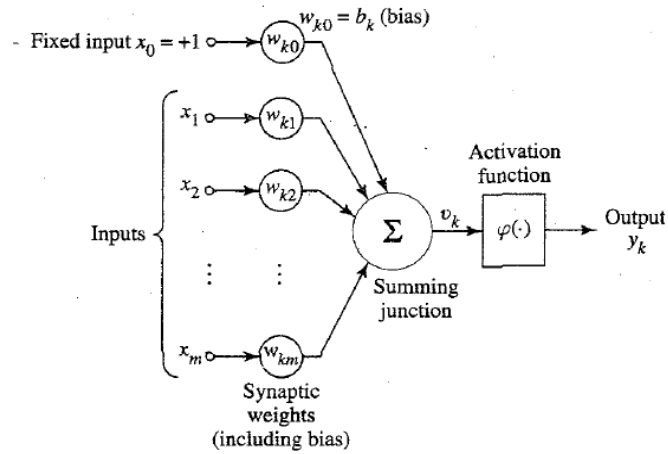 w_k0 = b_k (bias)
Fixed input x_0 = +1
w_k0
x_1
w_k1
x_2
w_k2
Inputs
⋮
⋮
x_m
w_km
Σ
v_k
Activation
function
φ(·)
Output
y_k
Summing
junction
Synaptic
weights
(including bias)